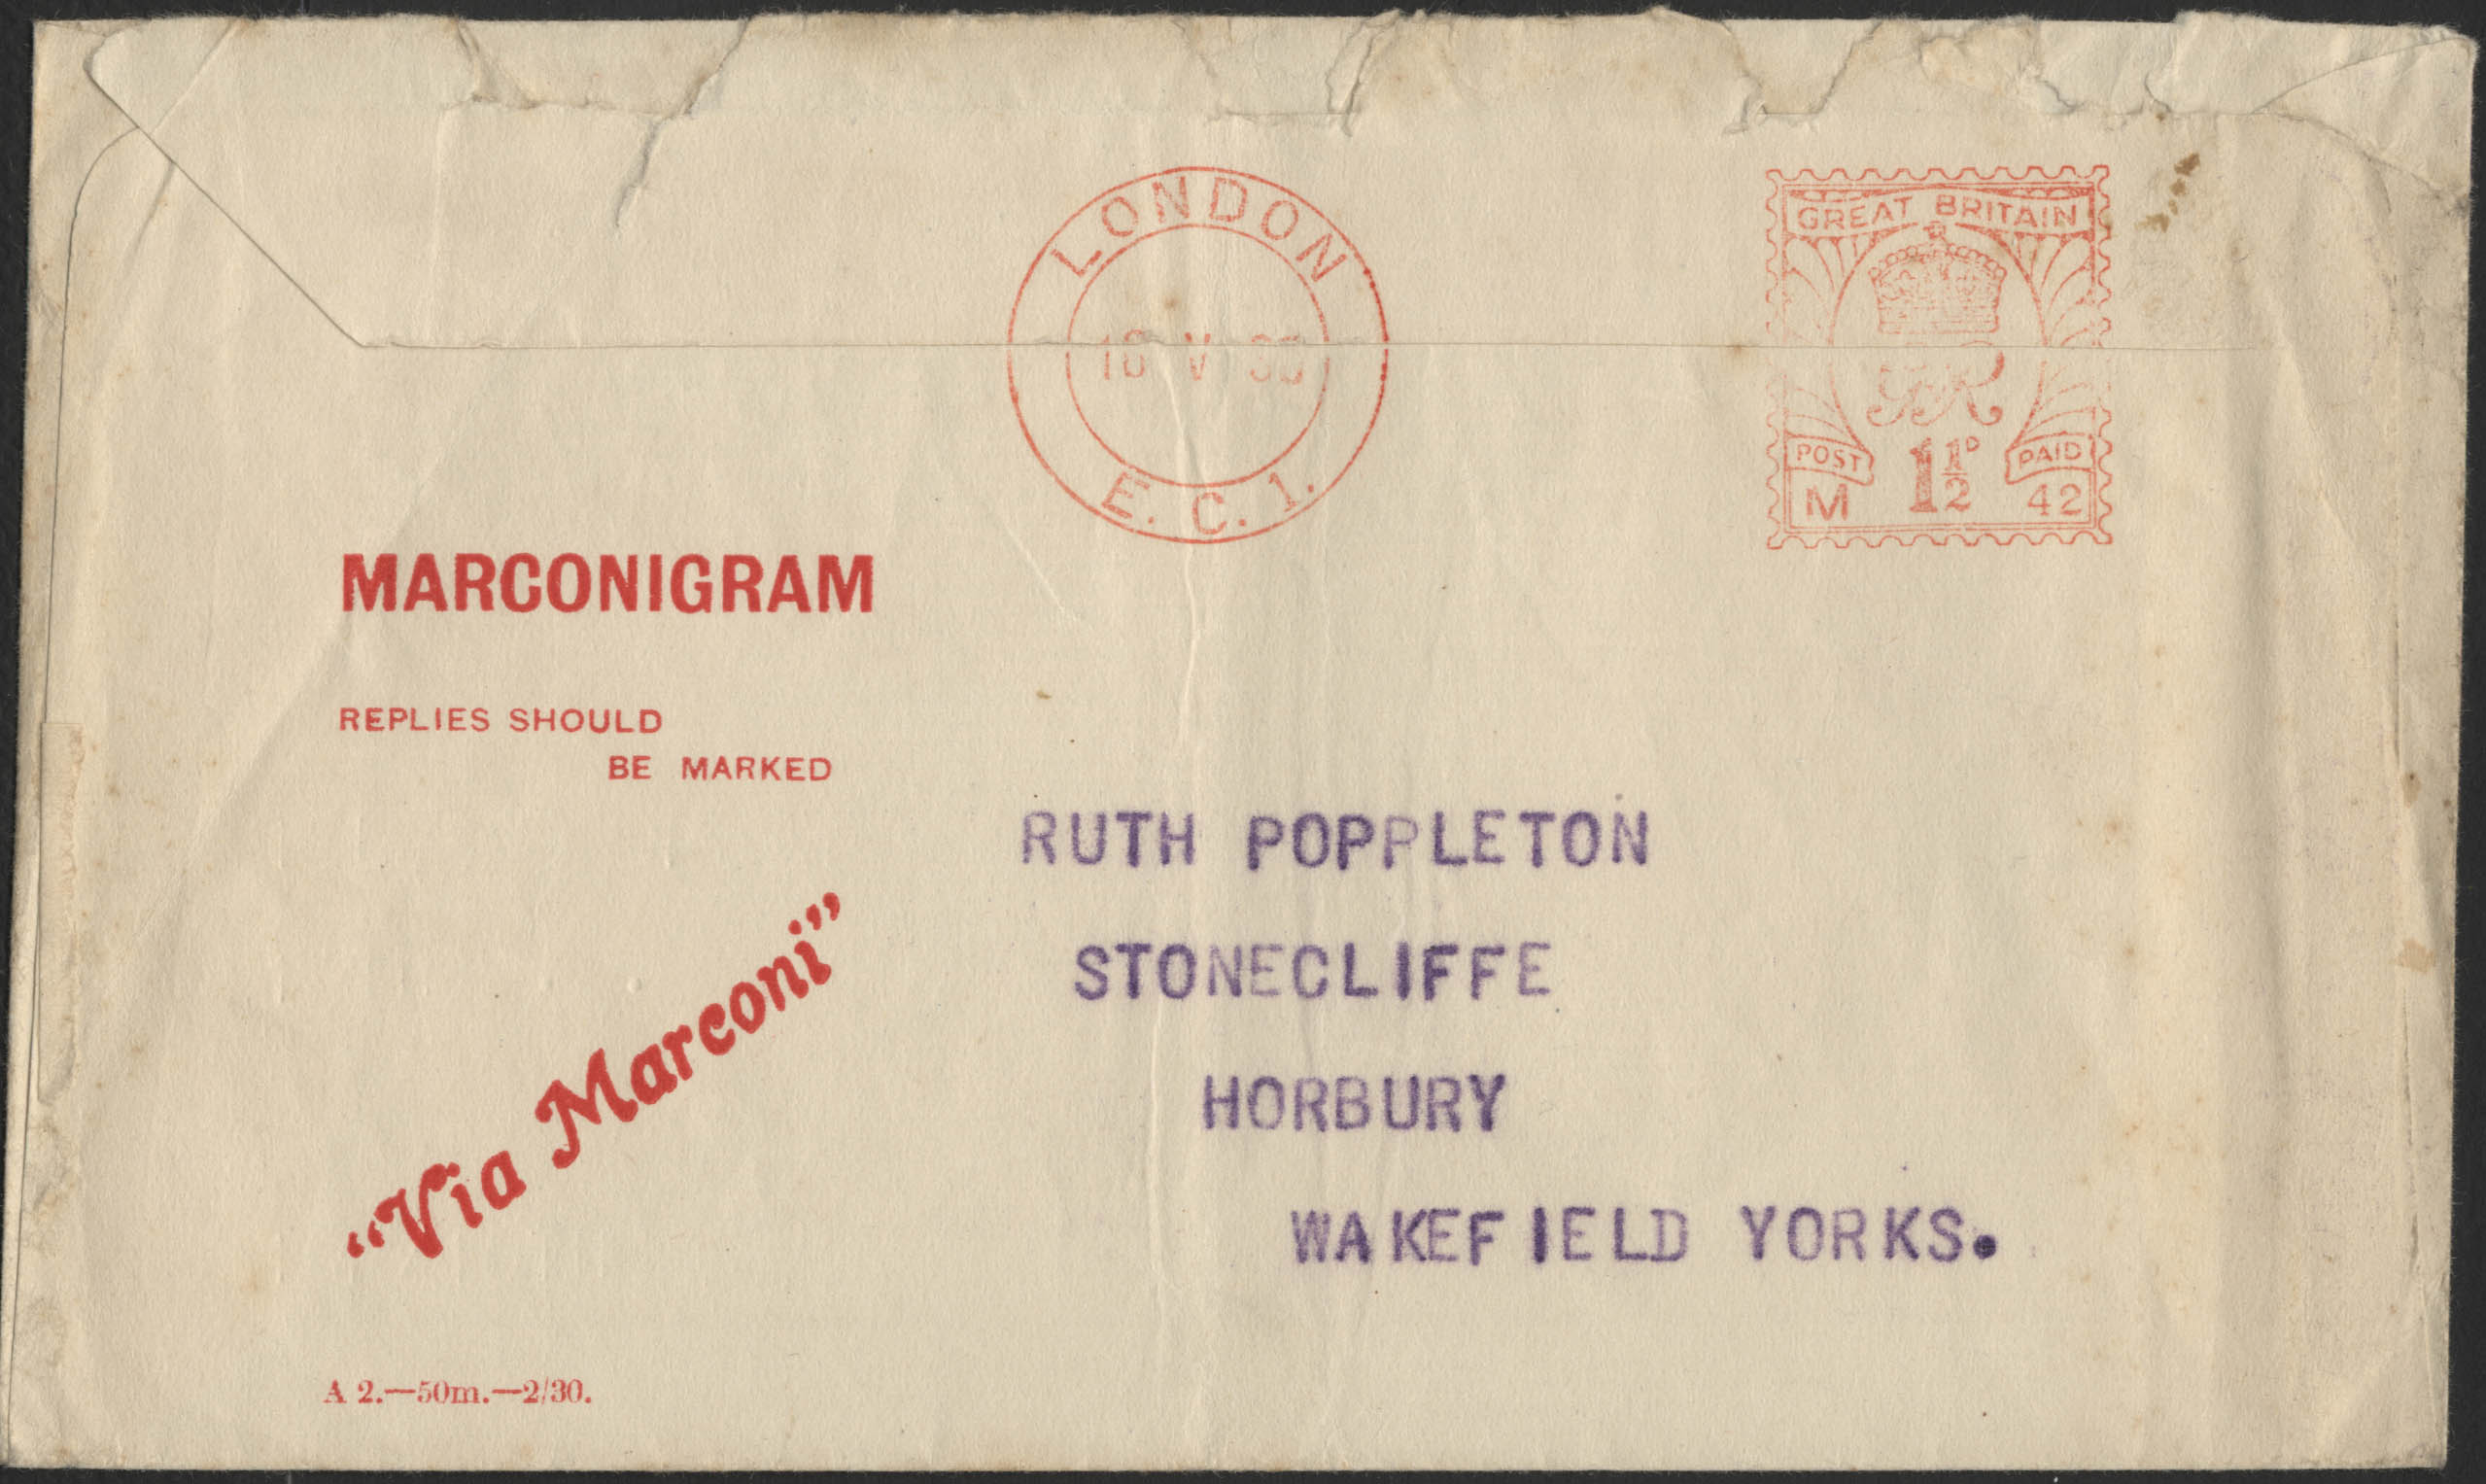 LONDON
E. C. 1.
GREAT BRITAIN
GR
POST 1½D PAID
M 42
MARCONIGRAM
REPLIES SHOULD
BE MARKED
"Via Marconi"
RUTH POPPLETON
STONECLIFFE
HORBURY
WAKEFIELD YORKS.
A 2.—50m.—2/30.